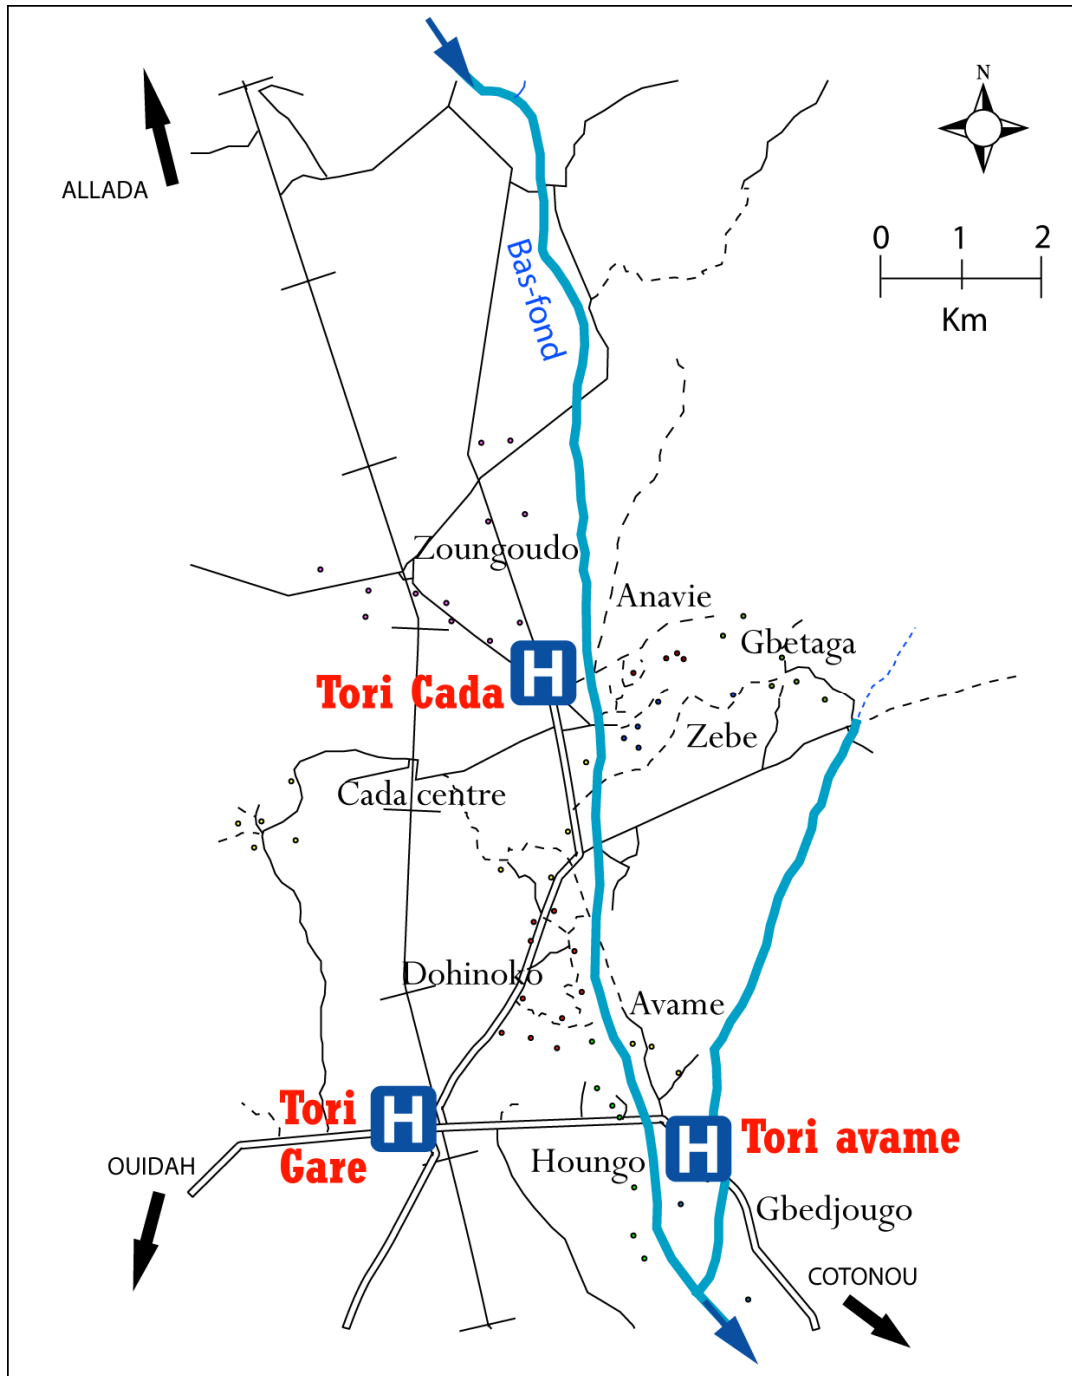 N
ALLADA
0 1 2
Km
Bas-fond
Zoungoudo
Anavie
Gbetaga
H
Tori Cada
Zebe
Cada centre
Dohinoko
Avame
Tori
Gare
H
H
Tori avame
OUIDAH
Houngo
Gbedjougo
COTONOU